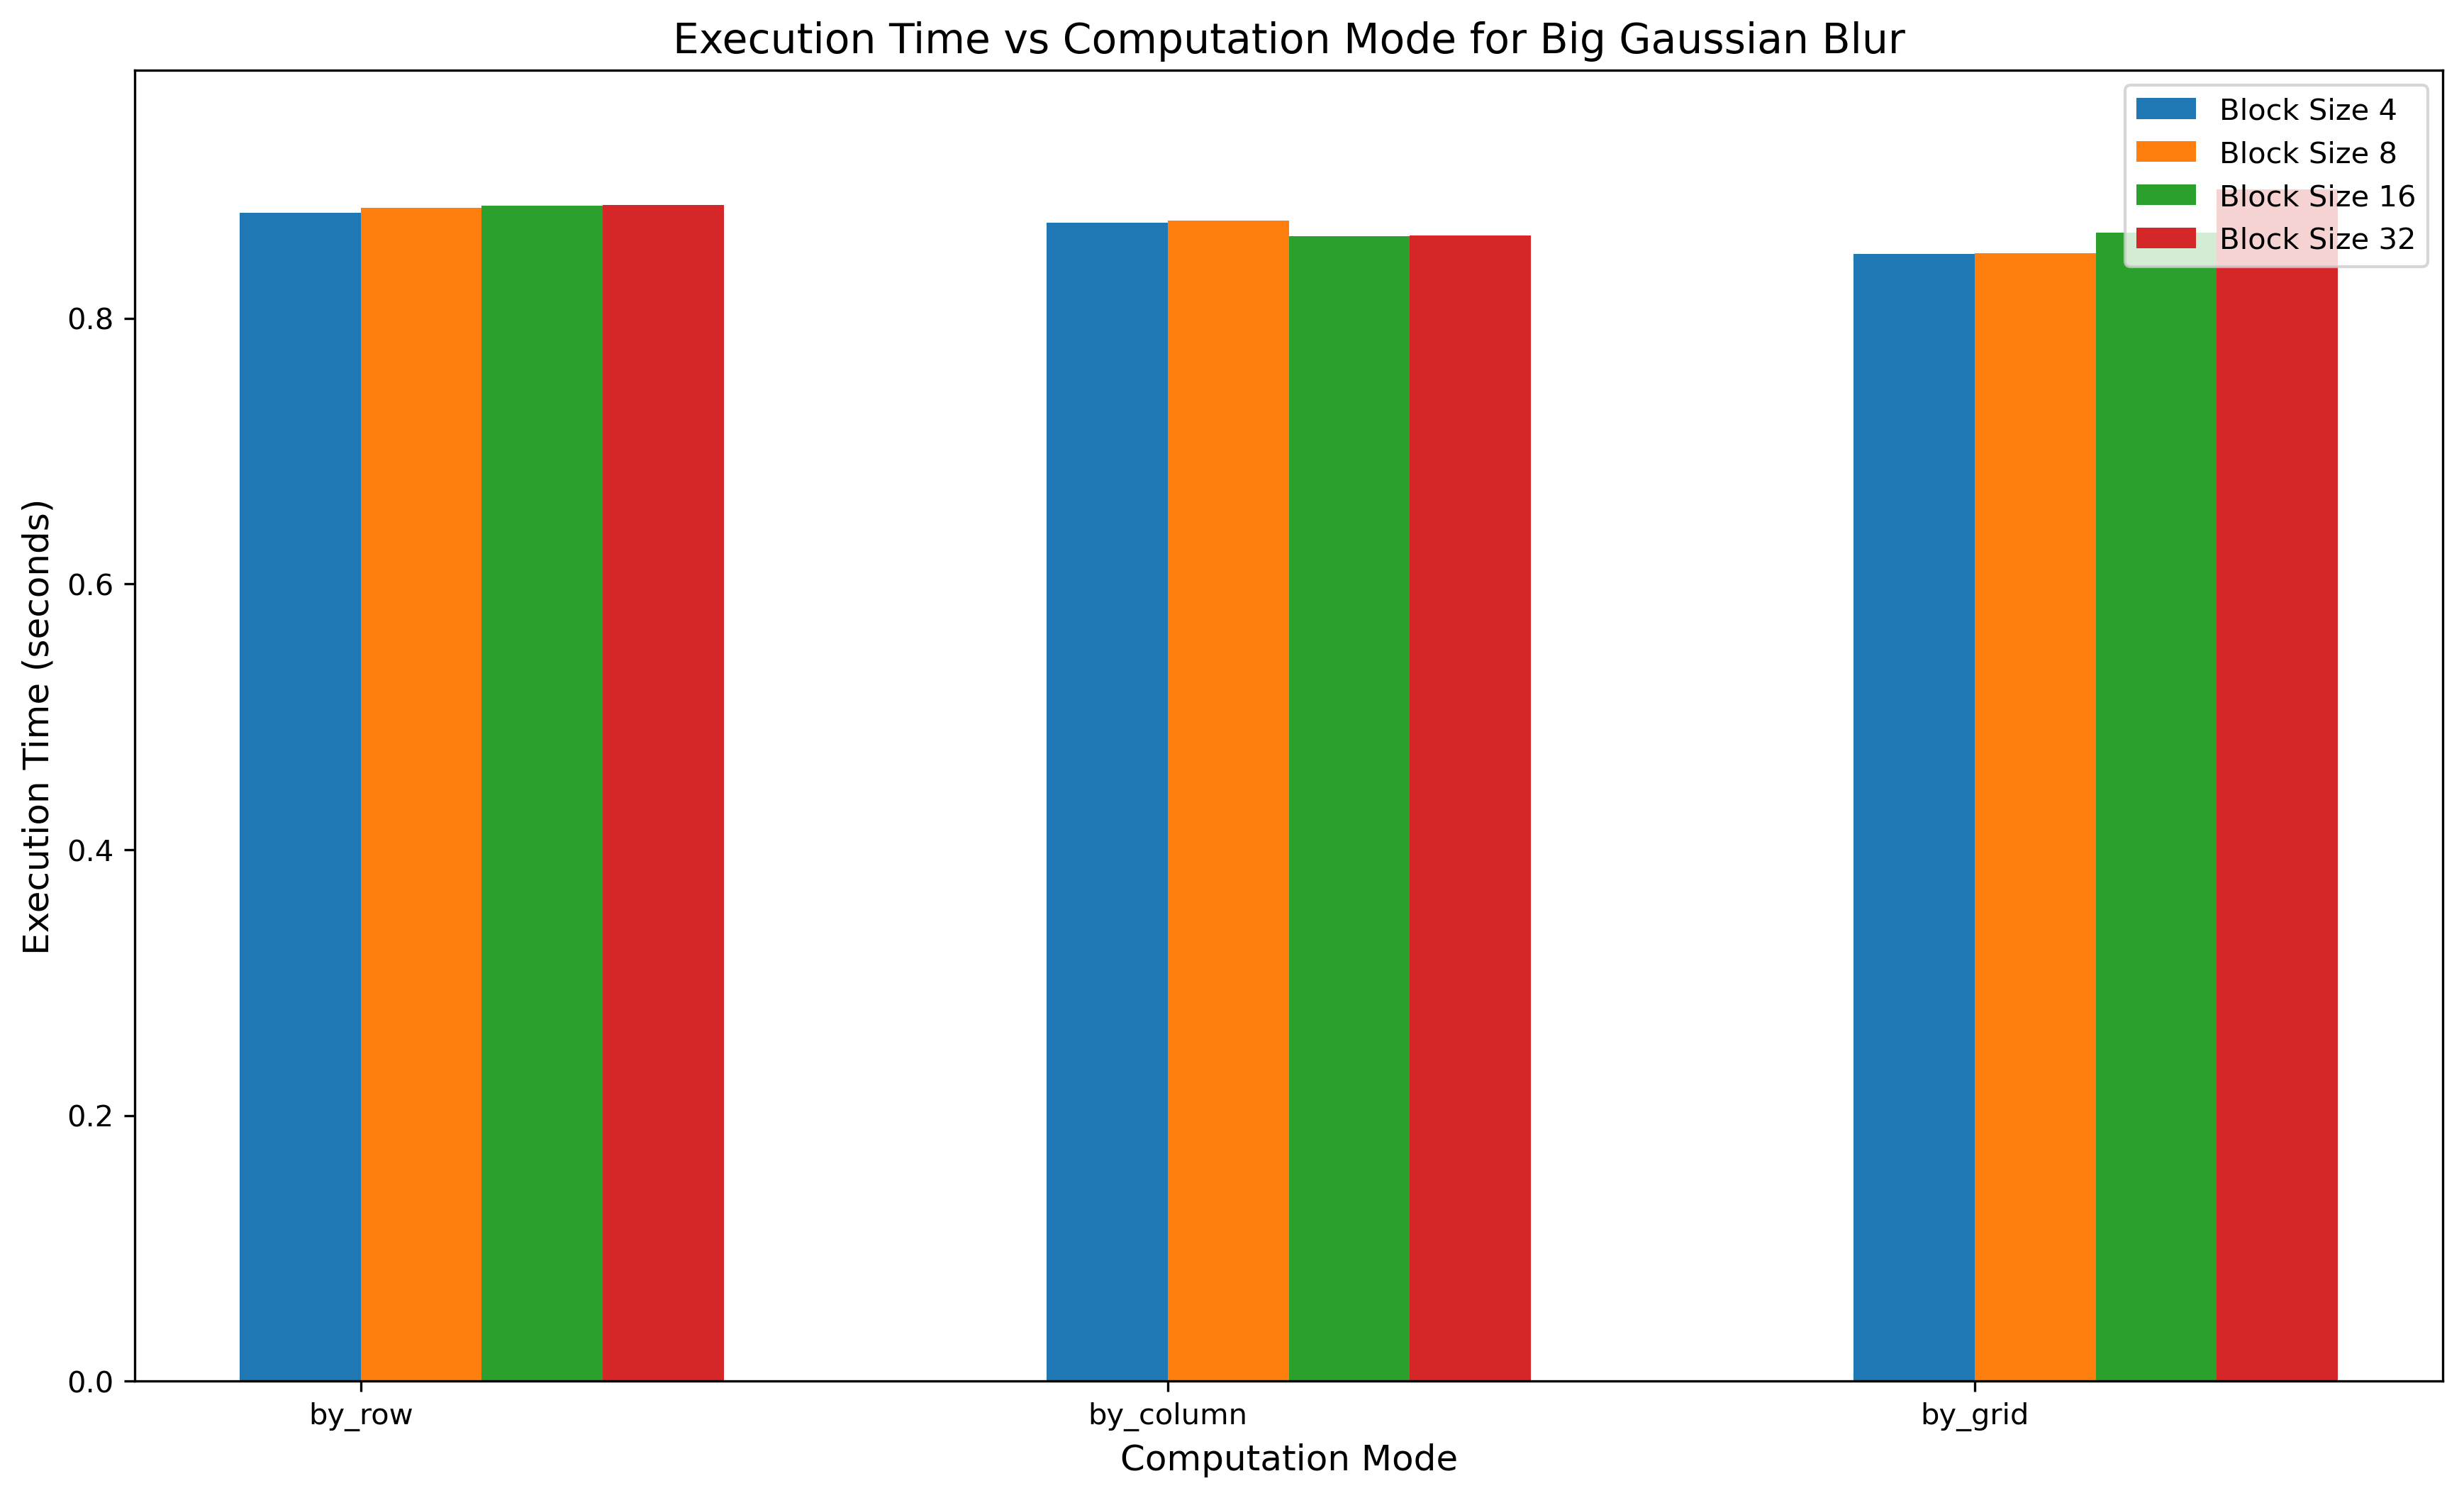 Execution Time vs Computation Mode for Big Gaussian Blur
Block Size 4
Block Size 8
Block Size 16
Block Size 32
Execution Time (seconds)
0.8
0.6
0.4
0.2
0.0
by_row
by_column
by_grid
Computation Mode